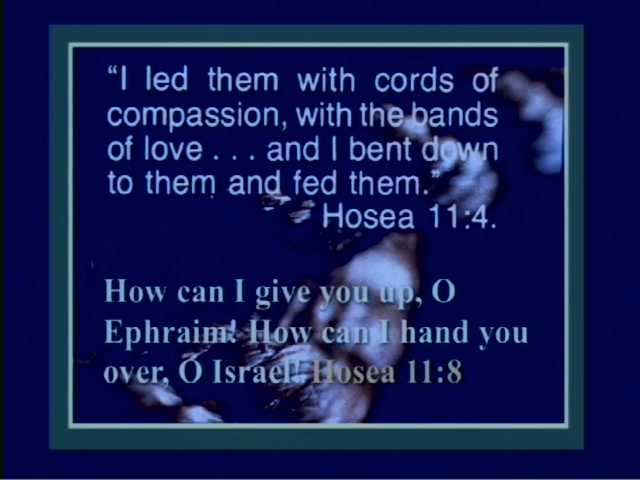 “I led them with cords of
compassion, with the bands
of love . . . and I bent down
to them and fed them.”
Hosea 11:4.
How can I give you up, O
Ephraim! How can I hand you
over, O Israel! Hosea 11:8